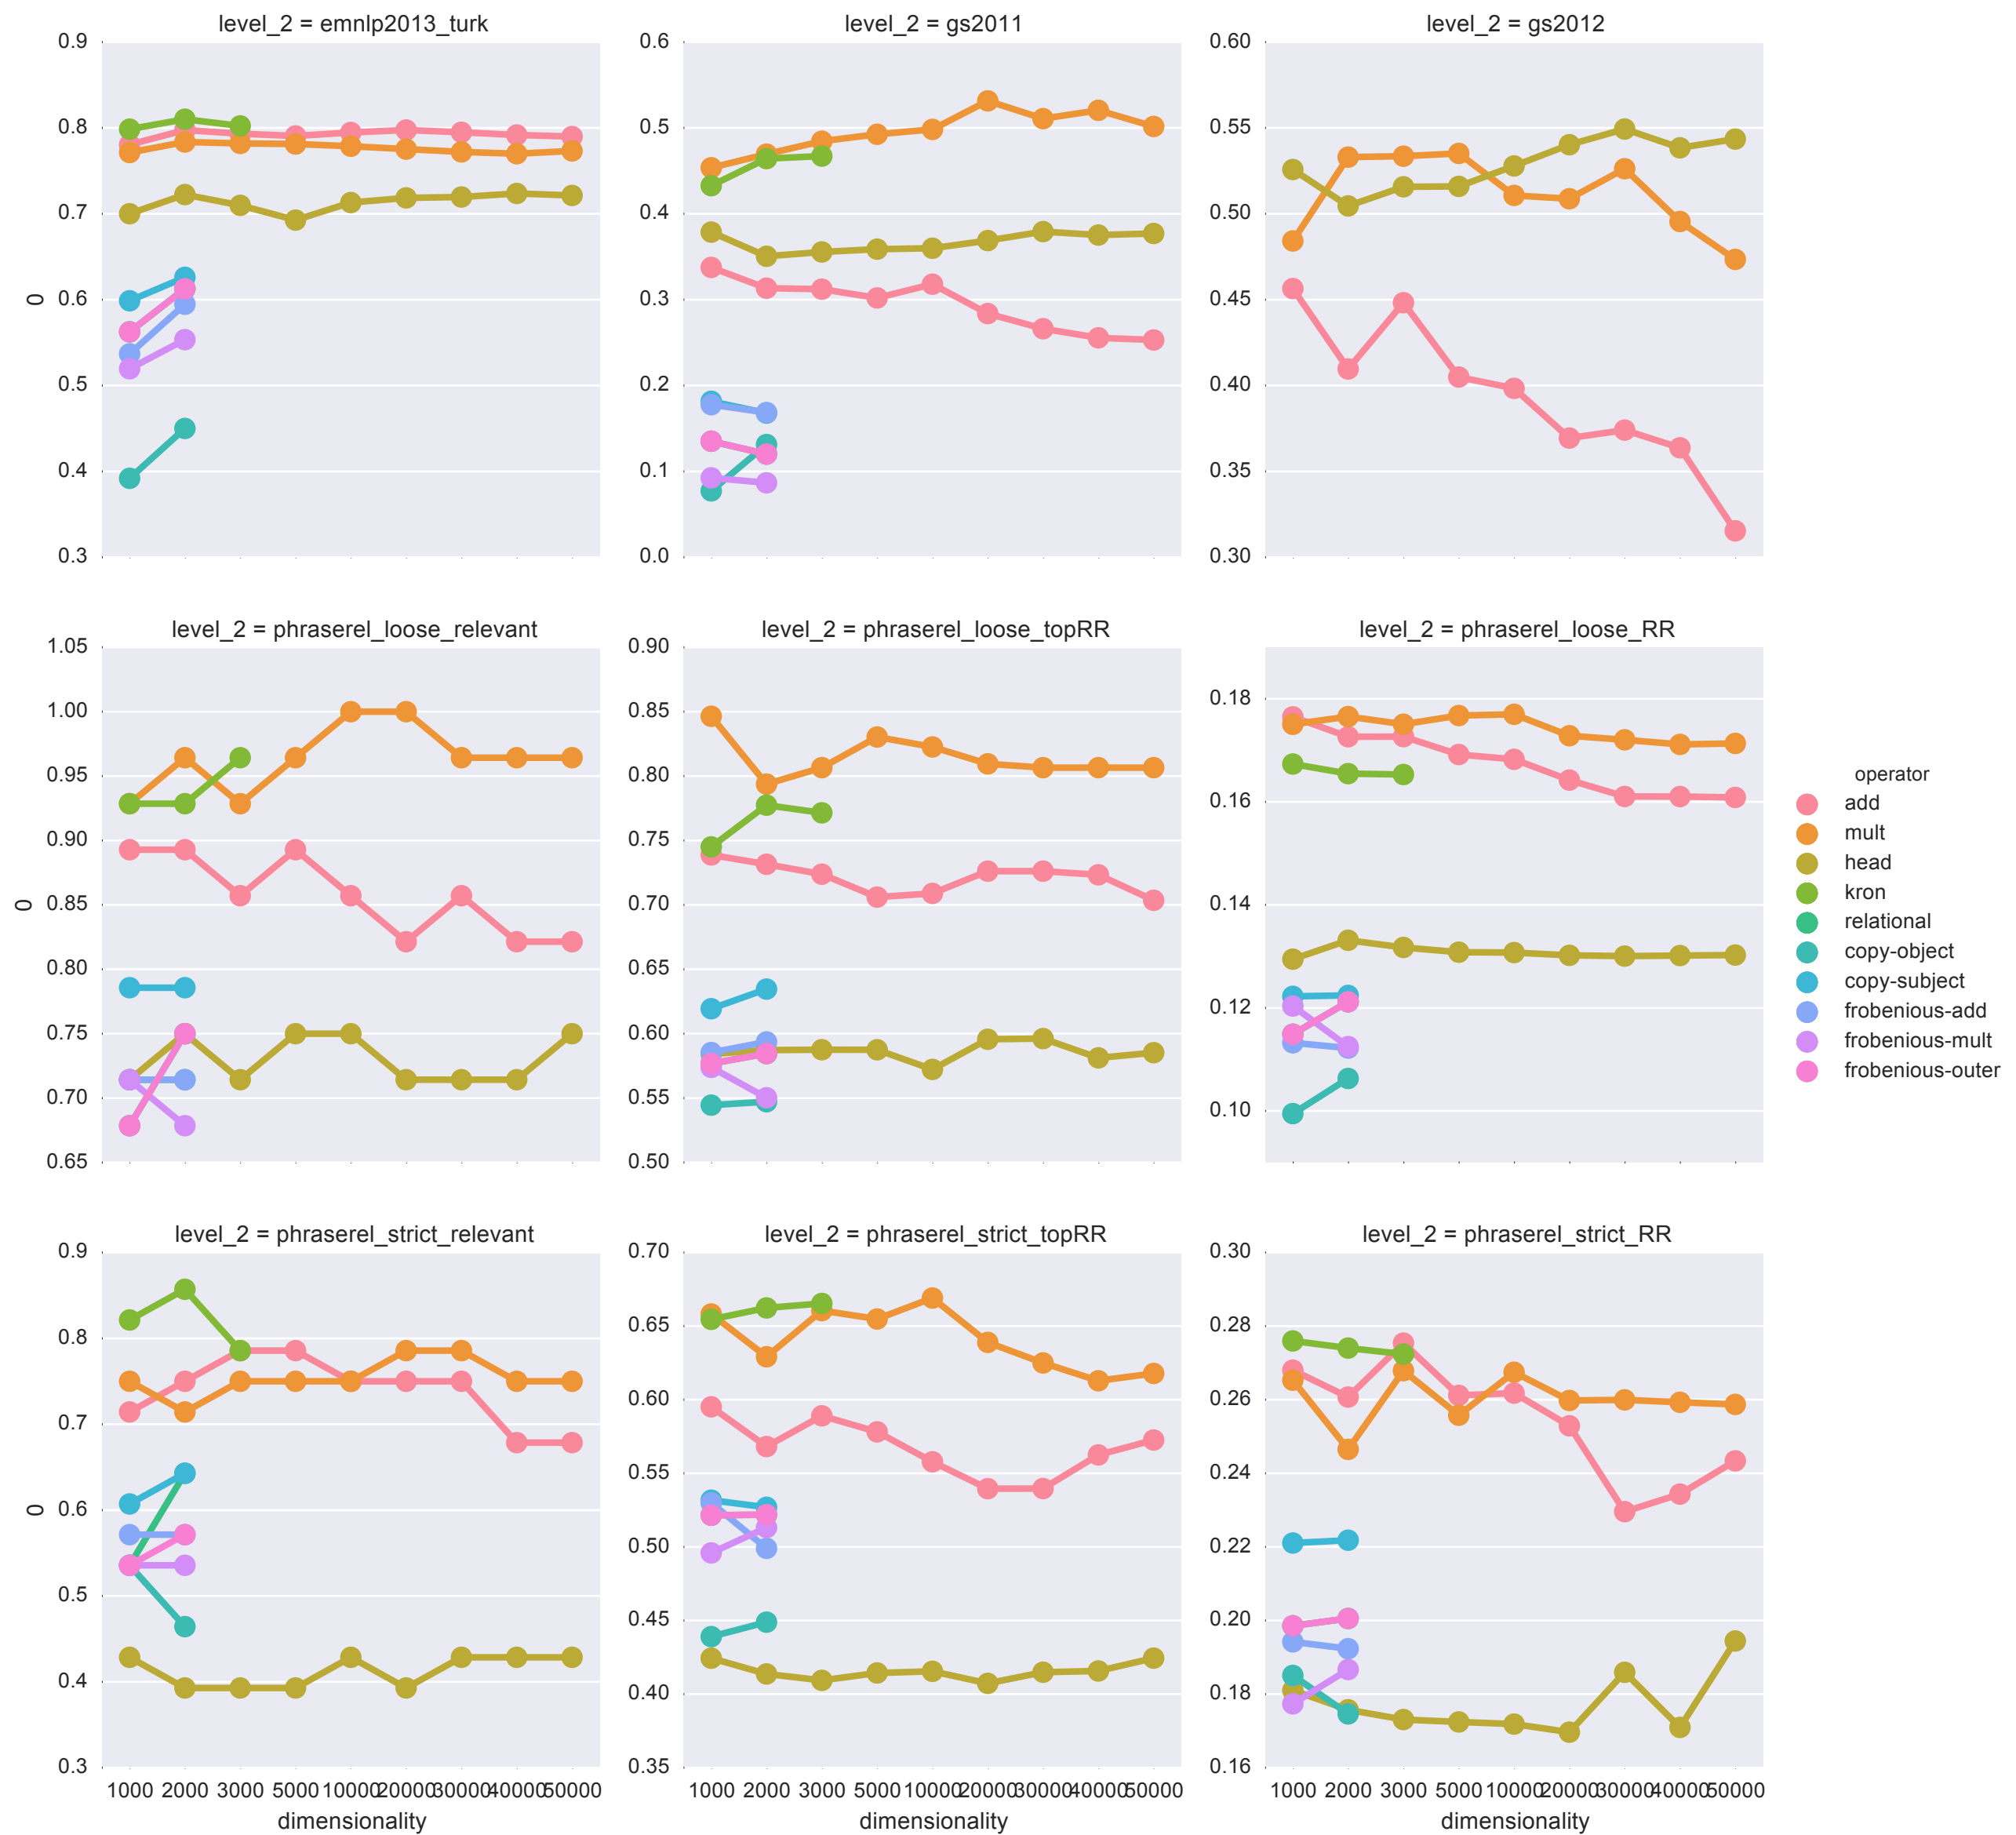 level_2 = emnlp2013_turk
0.9
0.8
0.7
0.6
0.5
0.4
0.3
0
level_2 = gs2011
0.6
0.5
0.4
0.3
0.2
0.1
0.0
level_2 = gs2012
0.60
0.55
0.50
0.45
0.40
0.35
0.30
level_2 = phraserel_loose_relevant
1.05
1.00
0.95
0.90
0.85
0.80
0.75
0.70
0.65
0
level_2 = phraserel_loose_topRR
0.90
0.85
0.80
0.75
0.70
0.65
0.60
0.55
0.50
level_2 = phraserel_loose_RR
0.18
0.16
0.14
0.12
0.10
operator
add
mult
head
kron
relational
copy-object
copy-subject
frobenious-add
frobenious-mult
frobenious-outer
level_2 = phraserel_strict_relevant
0.9
0.8
0.7
0.6
0.5
0.4
0.3
0
1000 2000 3000 5000 10000 20000 30000 40000 50000
dimensionality
level_2 = phraserel_strict_topRR
0.70
0.65
0.60
0.55
0.50
0.45
0.40
0.35
1000 2000 3000 5000 10000 20000 30000 40000 50000
dimensionality
level_2 = phraserel_strict_RR
0.30
0.28
0.26
0.24
0.22
0.20
0.18
0.16
1000 2000 3000 5000 10000 20000 30000 40000 50000
dimensionality